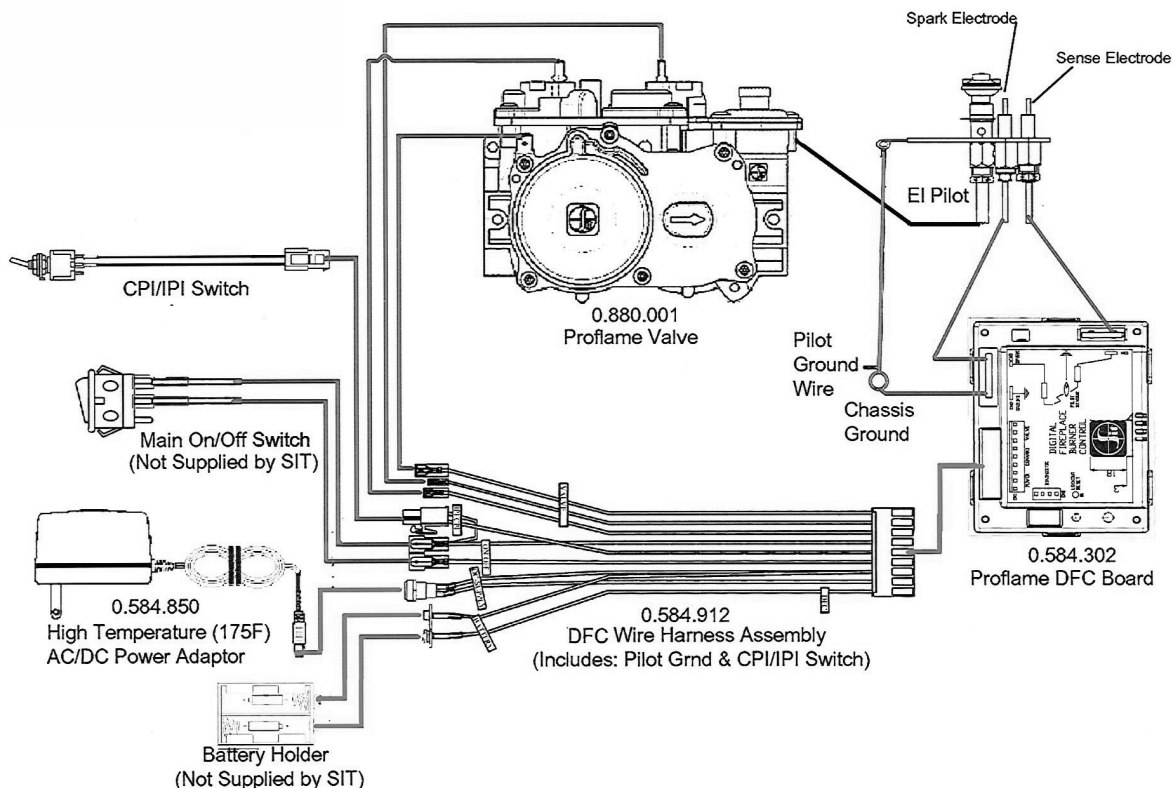 Spark Electrode
Sense Electrode
EI Pilot
CPI/IPI Switch
0.880.001
Proflame Valve
Pilot
Ground
Wire
Chassis
Ground
Main On/Off Switch
(Not Supplied by SIT)
DIGITAL
FIREPLACE
BURNER
CONTROL
0.584.302
Proflame DFC Board
0.584.850
High Temperature (175F)
AC/DC Power Adaptor
0.584.912
DFC Wire Harness Assembly
(Includes: Pilot Grnd & CPI/IPI Switch)
Battery Holder
(Not Supplied by SIT)